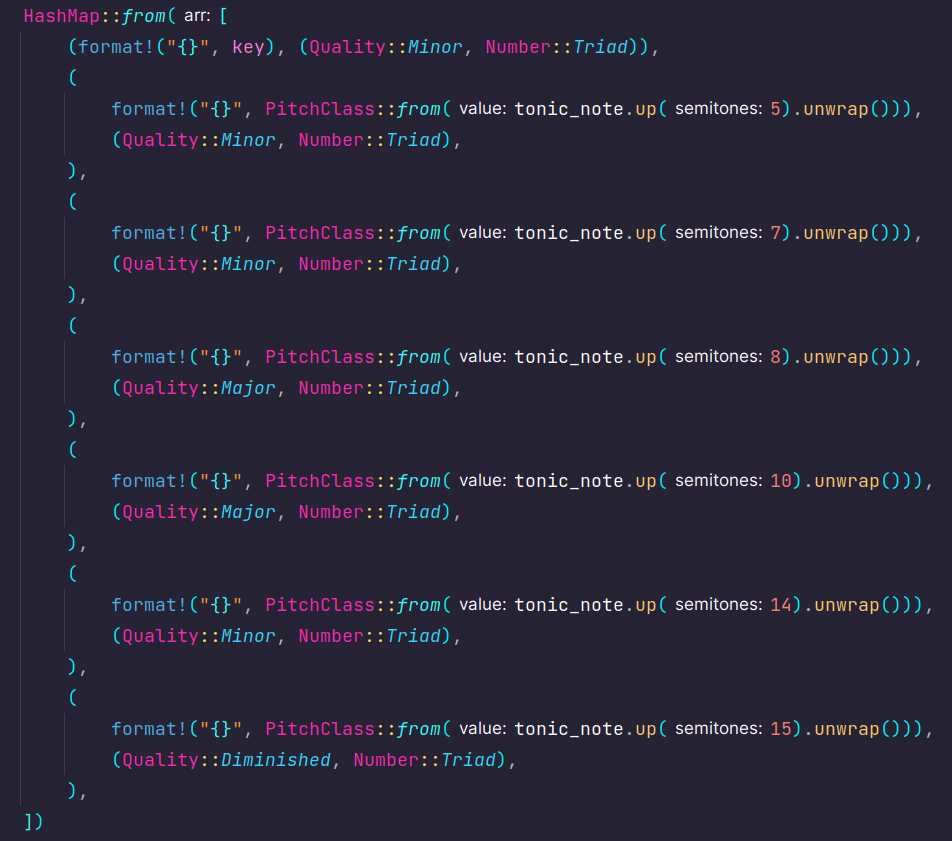 HashMap::from( arr: [
    (format!("{}", key), (Quality::Minor, Number::Triad)),
    (
        format!("{}", PitchClass::from( value: tonic_note.up( semitones: 5).unwrap())),
        (Quality::Minor, Number::Triad),
    ),
    (
        format!("{}", PitchClass::from( value: tonic_note.up( semitones: 7).unwrap())),
        (Quality::Minor, Number::Triad),
    ),
    (
        format!("{}", PitchClass::from( value: tonic_note.up( semitones: 8).unwrap())),
        (Quality::Major, Number::Triad),
    ),
    (
        format!("{}", PitchClass::from( value: tonic_note.up( semitones: 10).unwrap())),
        (Quality::Major, Number::Triad),
    ),
    (
        format!("{}", PitchClass::from( value: tonic_note.up( semitones: 14).unwrap())),
        (Quality::Minor, Number::Triad),
    ),
    (
        format!("{}", PitchClass::from( value: tonic_note.up( semitones: 15).unwrap())),
        (Quality::Diminished, Number::Triad),
    ),
])